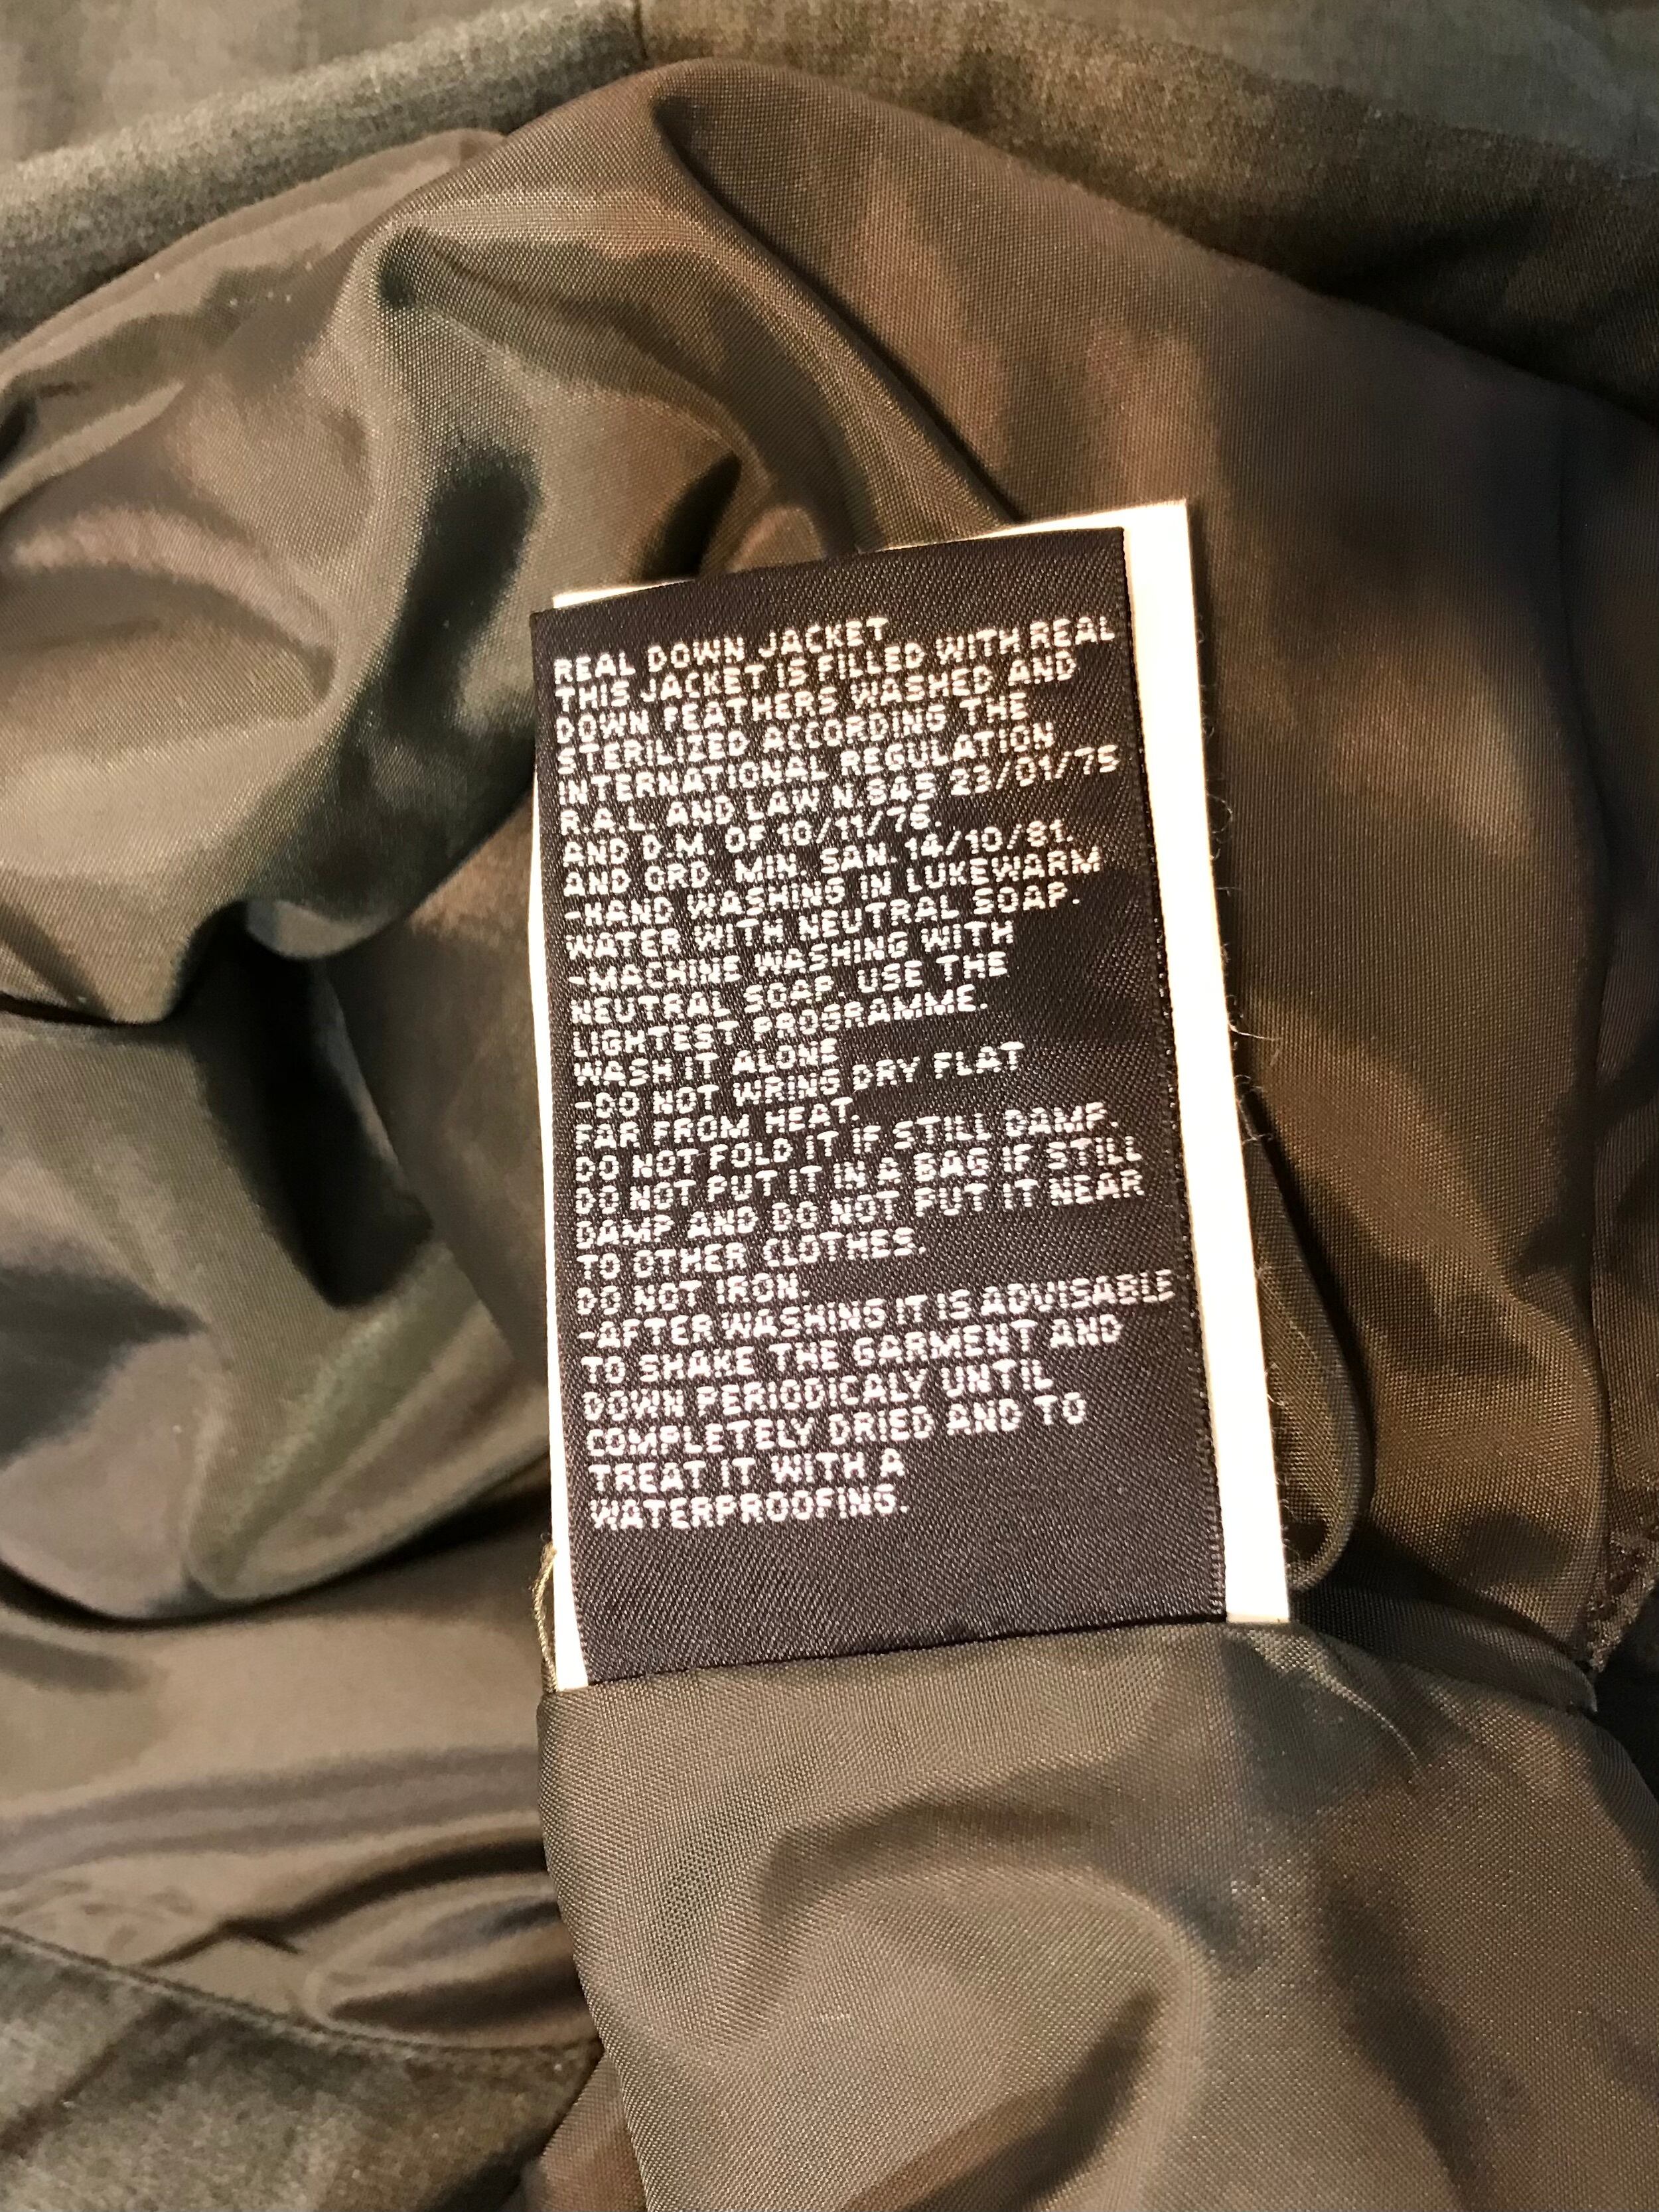 REAL DOWN JACKET
THIS JACKET IS FILLED WITH REAL
DOWN FEATHERS WASHED AND
STERILIZED ACCORDING THE
INTERNATIONAL REGULATION
R.A.L. AND LAW N.845 23/01/75
AND D.M. OF 10/11/76
AND ORD. MIN. SAN. 14/10/81.
-HAND WASHING IN LUKEWARM
WATER WITH NEUTRAL SOAP.
-MACHINE WASHING WITH
NEUTRAL SOAP. USE THE
LIGHTEST PROGRAMME.
WASH IT ALONE
-DO NOT WRING DRY FLAT
FAR FROM HEAT.
DO NOT FOLD IT IF STILL DAMP.
DO NOT PUT IT IN A BAG IF STILL
DAMP AND DO NOT PUT IT NEAR
TO OTHER CLOTHES.
DO NOT IRON.
-AFTER WASHING IT IS ADVISABLE
TO SHAKE THE GARMENT AND
DOWN PERIODICALY UNTIL
COMPLETELY DRIED AND TO
TREAT IT WITH A
WATERPROOFING.